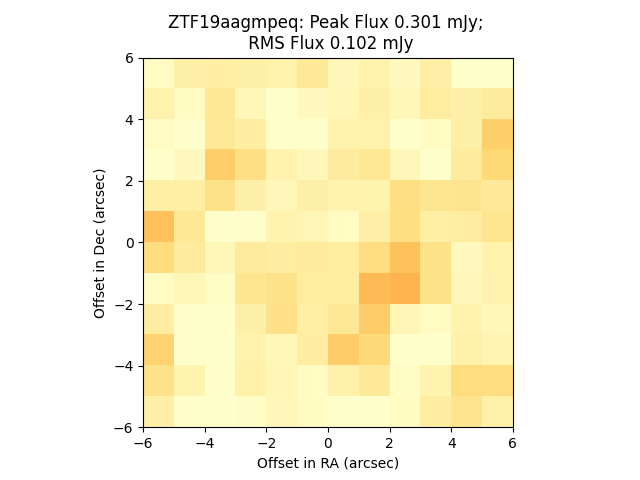 ZTF19aagmpeq: Peak Flux 0.301 mJy;
RMS Flux 0.102 mJy
6
4
2
0
−2
−4
−6
Offset in Dec (arcsec)
−6 −4 −2 0 2 4 6
Offset in RA (arcsec)